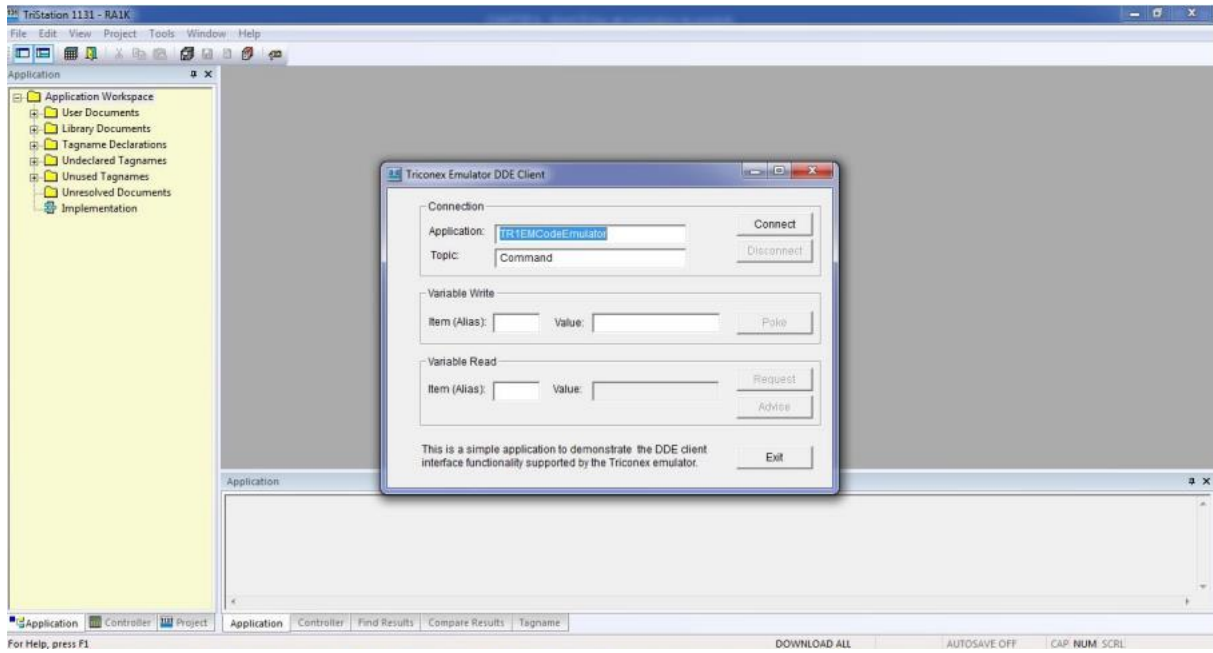 TriStation 1131 - RA1K
File Edit View Project Tools Window Help
Application
Application Workspace
User Documents
Library Documents
Tagname Declarations
Undeclared Tagnames
Unused Tagnames
Unresolved Documents
Implementation
Triconex Emulator DDE Client
Connection
Application: TR1EMCodeEmulator Connect
Topic: Command Disconnect
Variable Write
Item (Alias): Value: Poke
Variable Read
Item (Alias): Value: Request
Advise
This is a simple application to demonstrate the DDE client
interface functionality supported by the Triconex emulator.
Exit
Application
Application Controller Project
Application Controller Find Results Compare Results Tagname
For Help, press F1 DOWNLOAD ALL AUTOSAVE OFF CAP NUM SCRL